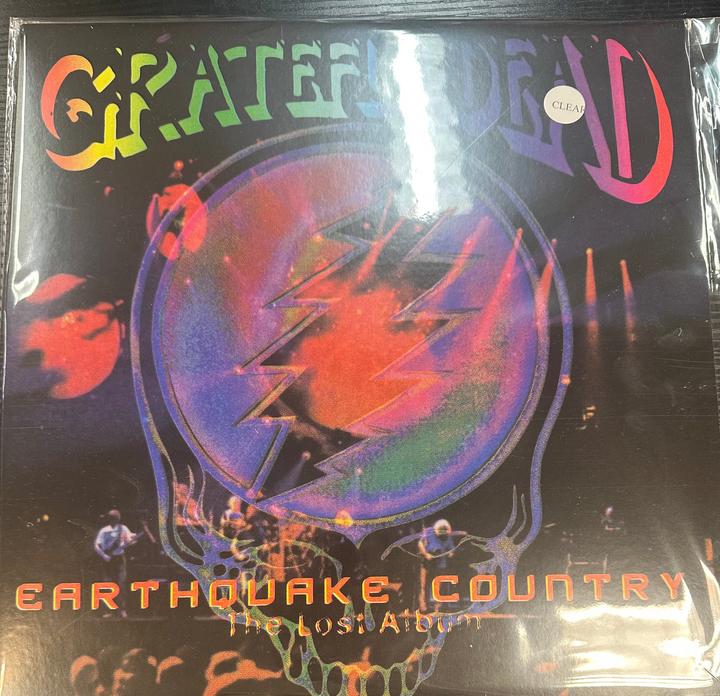 GRATEFUL DEAD
CLEAR
EARTHQUAKE COUNTRY
The Lost Album